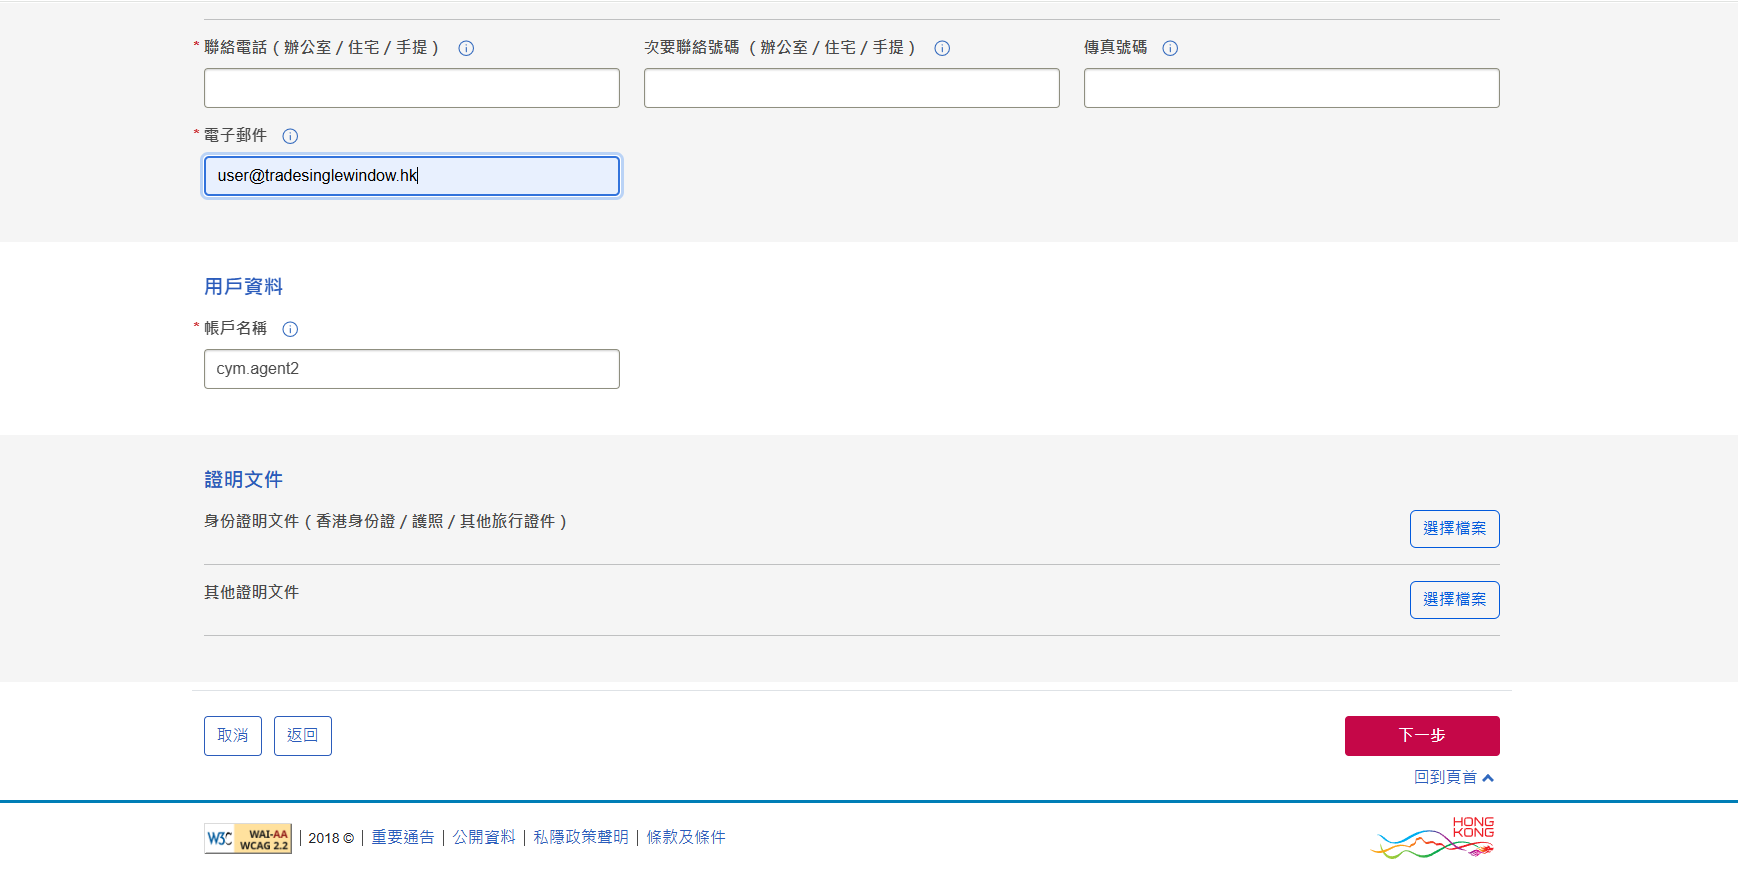 * 聯絡電話 ( 辦公室 / 住宅 / 手提 )
次要聯絡號碼 ( 辦公室 / 住宅 / 手提 )
傳真號碼
* 電子郵件
user@tradesinglewindow.hk
用戶資料
* 帳戶名稱
cym.agent2
證明文件
身份證明文件 ( 香港身份證 / 護照 / 其他旅行證件 )
選擇檔案
其他證明文件
選擇檔案
取消
返回
下一步
回到頁首
W3C WAI-AA WCAG 2.2 | 2018 © | 重要通告 | 公開資料 | 私隱政策聲明 | 條款及條件
HONG
KONG